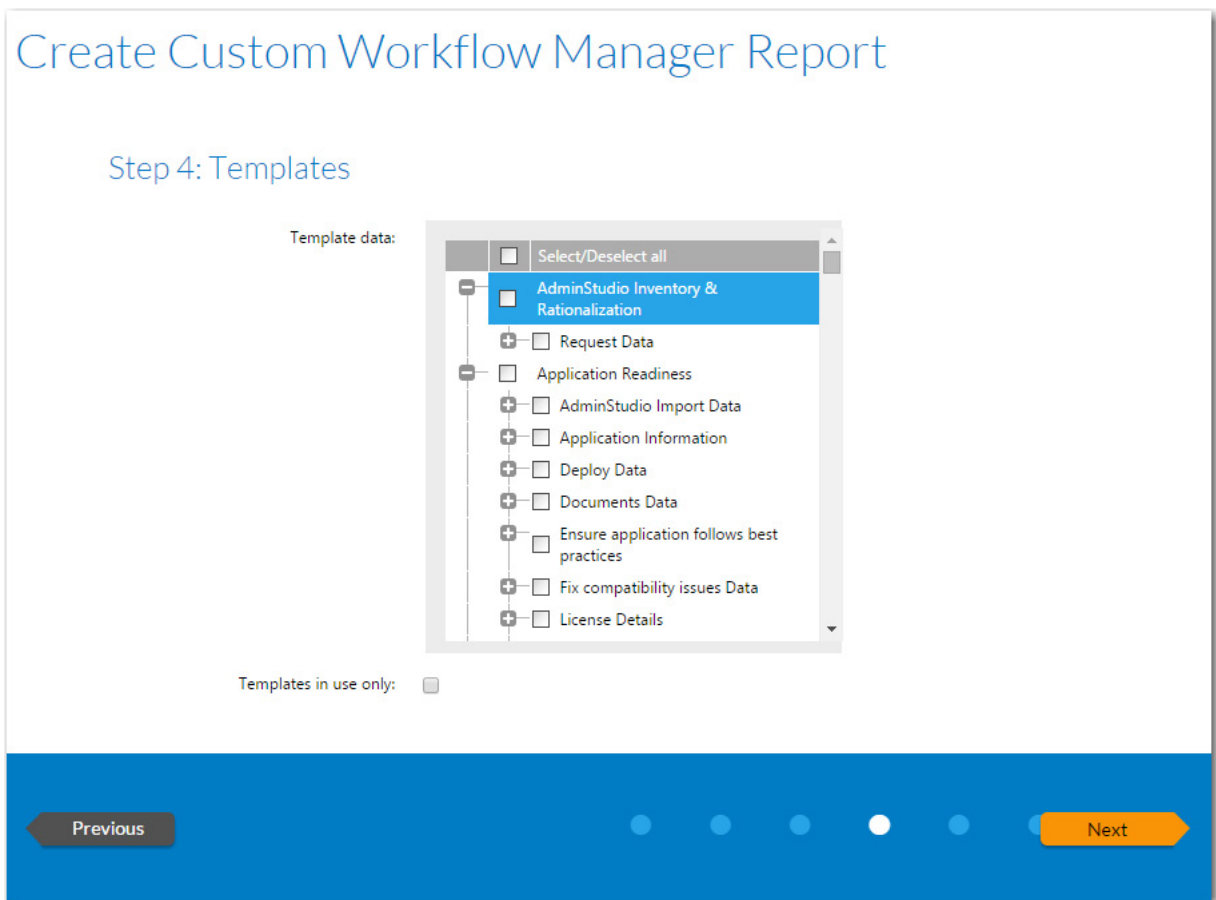 Create Custom Workflow Manager Report
Step 4: Templates
Template data:
Select/Deselect all
AdminStudio Inventory &
Rationalization
Request Data
Application Readiness
AdminStudio Import Data
Application Information
Deploy Data
Documents Data
Ensure application follows best
practices
Fix compatibility issues Data
License Details
Templates in use only:
Previous
Next